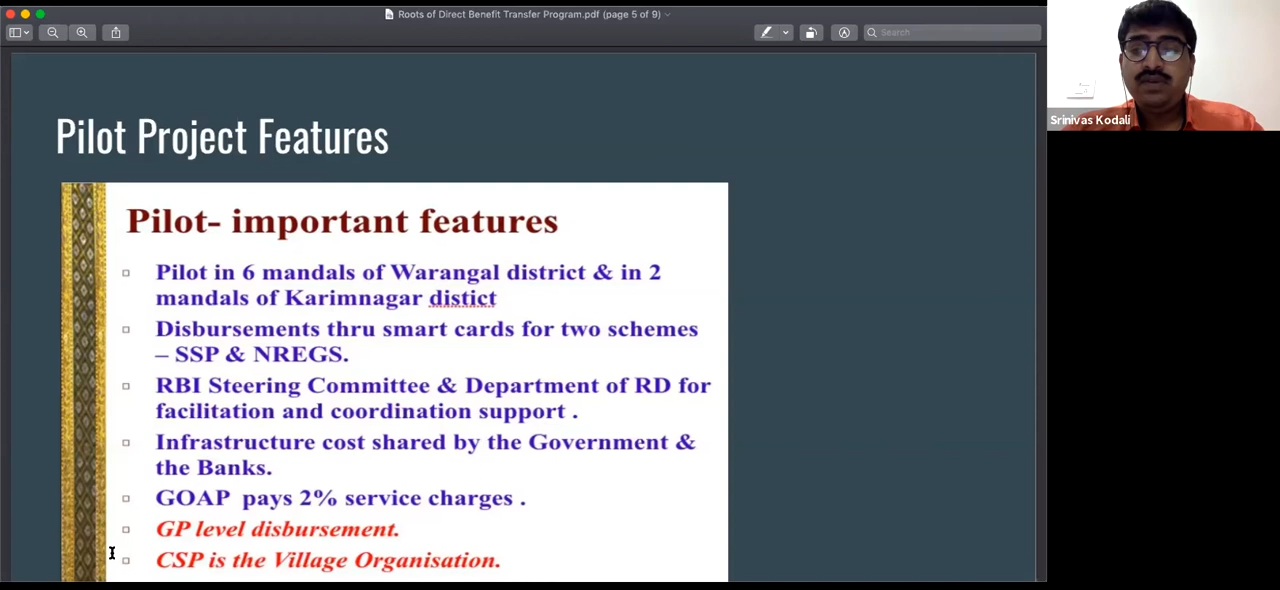 Roots of Direct Benefit Transfer Program.pdf (page 5 of 9)
Search
Srinivas Kodali
Pilot Project Features
Pilot- important features
Pilot in 6 mandals of Warangal district & in 2
mandals of Karimnagar distict
Disbursements thru smart cards for two schemes
– SSP & NREGS.
RBI Steering Committee & Department of RD for
facilitation and coordination support .
Infrastructure cost shared by the Government &
the Banks.
GOAP pays 2% service charges .
GP level disbursement.
CSP is the Village Organisation.